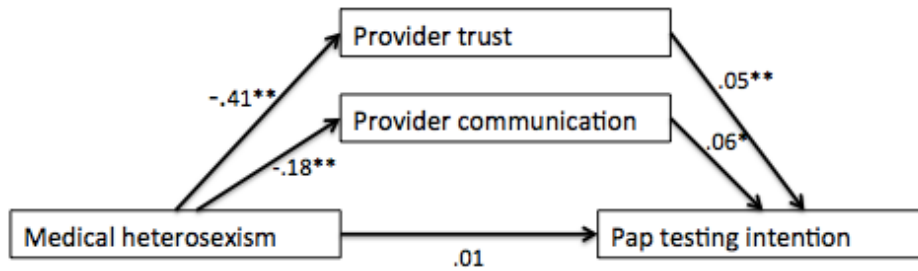 Provider trust
-.41**
.05**
Provider communication
.06*
-.18**
Medical heterosexism
Pap testing intention
.01